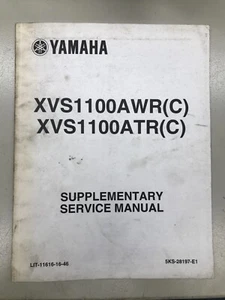 YAMAHA
XVS1100AWR(C)
XVS1100ATR(C)
SUPPLEMENTARY
SERVICE MANUAL
LIT-11616-16-46
5KS-28197-E1